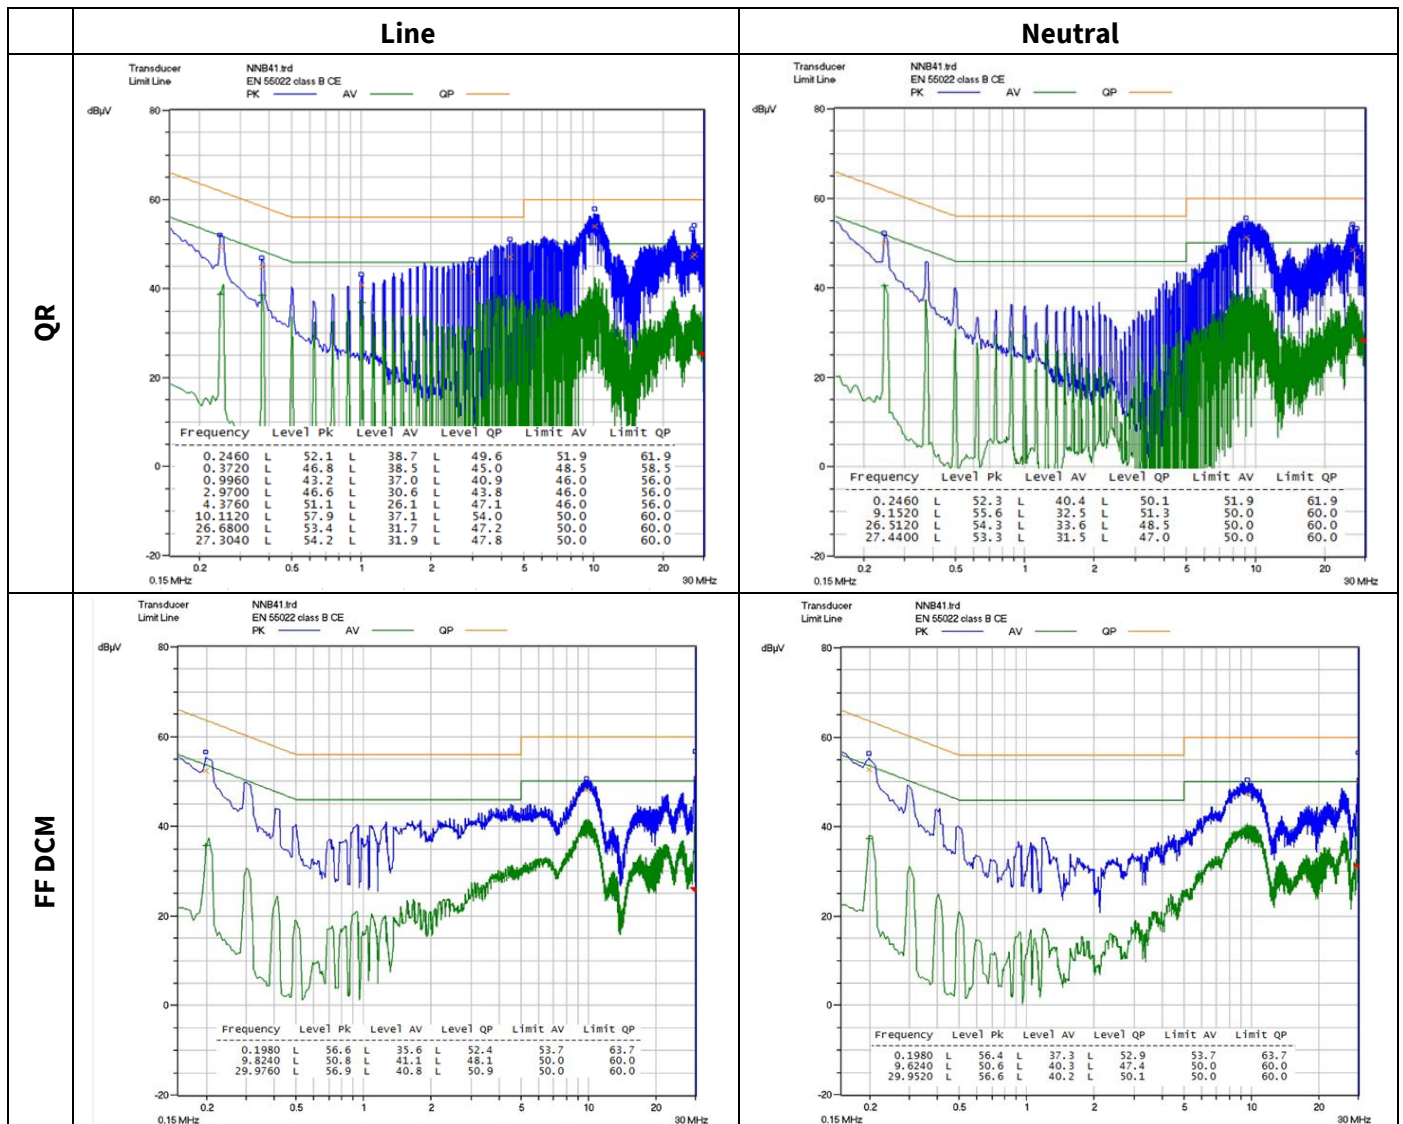 Line
Neutral
QR
Transducer NNB41.trd
Limit Line EN 55022 class B CE
PK AV QP
dBµV
80
60
40
20
0
-20
Frequency Level Pk Level AV Level QP Limit AV Limit QP
0.2460 L 52.1 L 38.7 L 49.6 51.9 61.9
0.3720 L 46.8 L 38.5 L 45.0 48.5 58.5
0.9960 L 43.2 L 37.0 L 40.9 46.0 56.0
2.9700 L 46.6 L 30.6 L 43.8 46.0 56.0
4.3760 L 51.1 L 26.1 L 47.1 46.0 56.0
10.1120 L 57.9 L 37.1 L 54.0 50.0 60.0
26.6800 L 53.4 L 31.7 L 47.2 50.0 60.0
27.3040 L 54.2 L 31.9 L 47.8 50.0 60.0
0.2 0.5 1 2 5 10 20
0.15 MHz 30 MHz
Transducer NNB41.trd
Limit Line EN 55022 class B CE
PK AV QP
dBµV
80
60
40
20
0
-20
Frequency Level Pk Level AV Level QP Limit AV Limit QP
0.2460 L 52.3 L 40.4 L 50.1 51.9 61.9
9.1520 L 55.6 L 32.5 L 51.3 50.0 60.0
26.5120 L 54.3 L 33.6 L 48.5 50.0 60.0
27.4400 L 53.3 L 31.5 L 47.0 50.0 60.0
0.2 0.5 1 2 5 10 20
0.15 MHz 30 MHz
FF DCM
Transducer NNB41.trd
Limit Line EN 55022 class B CE
PK AV QP
dBµV
80
60
40
20
0
-20
Frequency Level Pk Level AV Level QP Limit AV Limit QP
0.1980 L 56.6 L 35.6 L 52.4 53.7 63.7
9.8240 L 50.8 L 41.1 L 48.1 50.0 60.0
29.9760 L 56.9 L 40.8 L 50.9 50.0 60.0
0.2 0.5 1 2 5 10 20
0.15 MHz 30 MHz
Transducer NNB41.trd
Limit Line EN 55022 class B CE
PK AV QP
dBµV
80
60
40
20
0
-20
Frequency Level Pk Level AV Level QP Limit AV Limit QP
0.1980 L 56.4 L 37.3 L 52.9 53.7 63.7
9.6240 L 50.6 L 40.3 L 47.4 50.0 60.0
29.9520 L 56.6 L 40.2 L 50.1 50.0 60.0
0.2 0.5 1 2 5 10 20
0.15 MHz 30 MHz